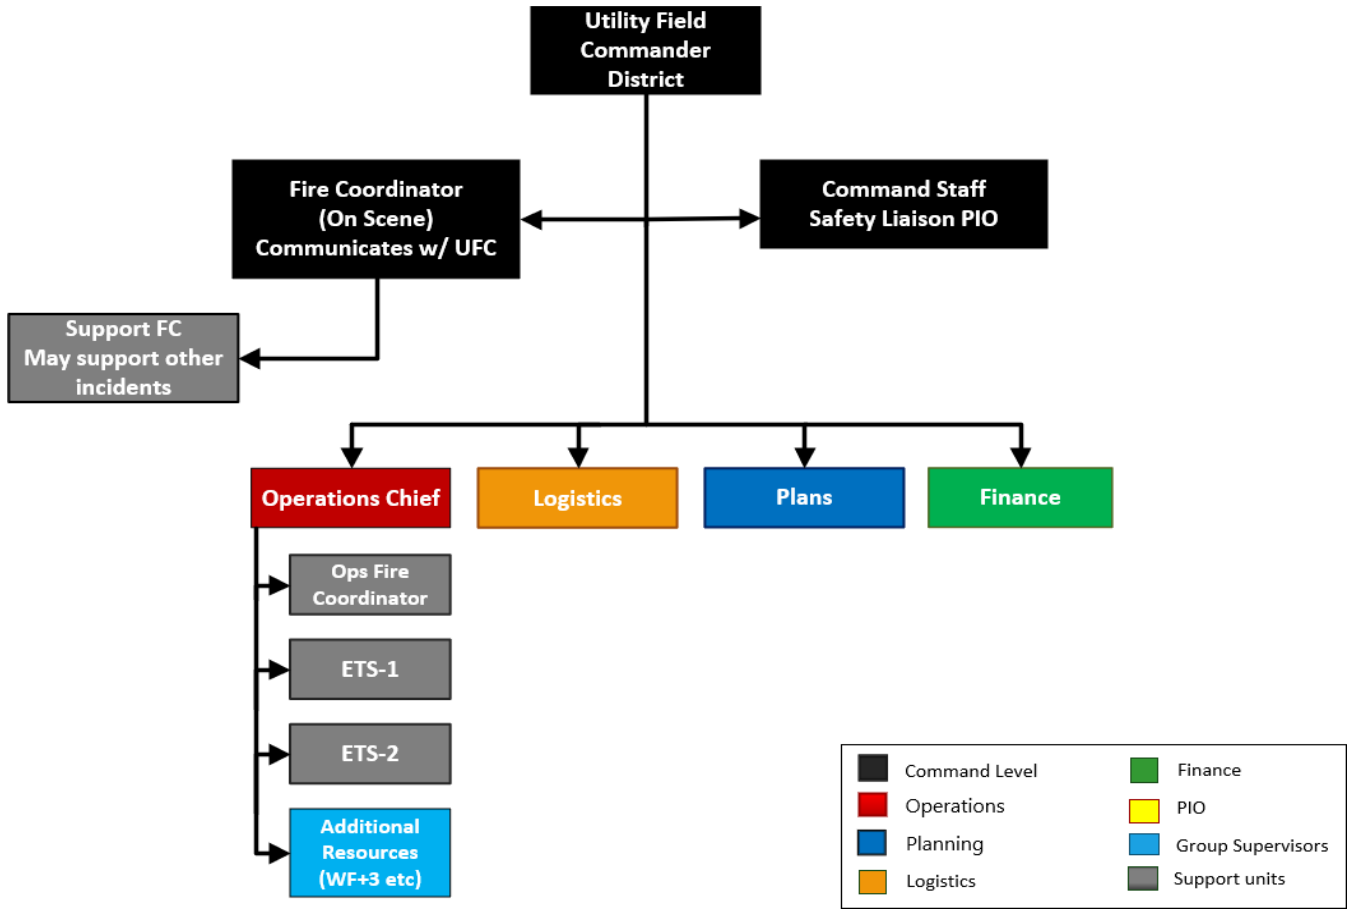 Utility Field
Commander
District
Fire Coordinator
(On Scene)
Communicates w/ UFC
Command Staff
Safety Liaison PIO
Support FC
May support other
incidents
Operations Chief
Logistics
Plans
Finance
Ops Fire
Coordinator
ETS-1
ETS-2
Additional
Resources
(WF+3 etc)
Command Level
Operations
Planning
Logistics
Finance
PIO
Group Supervisors
Support units